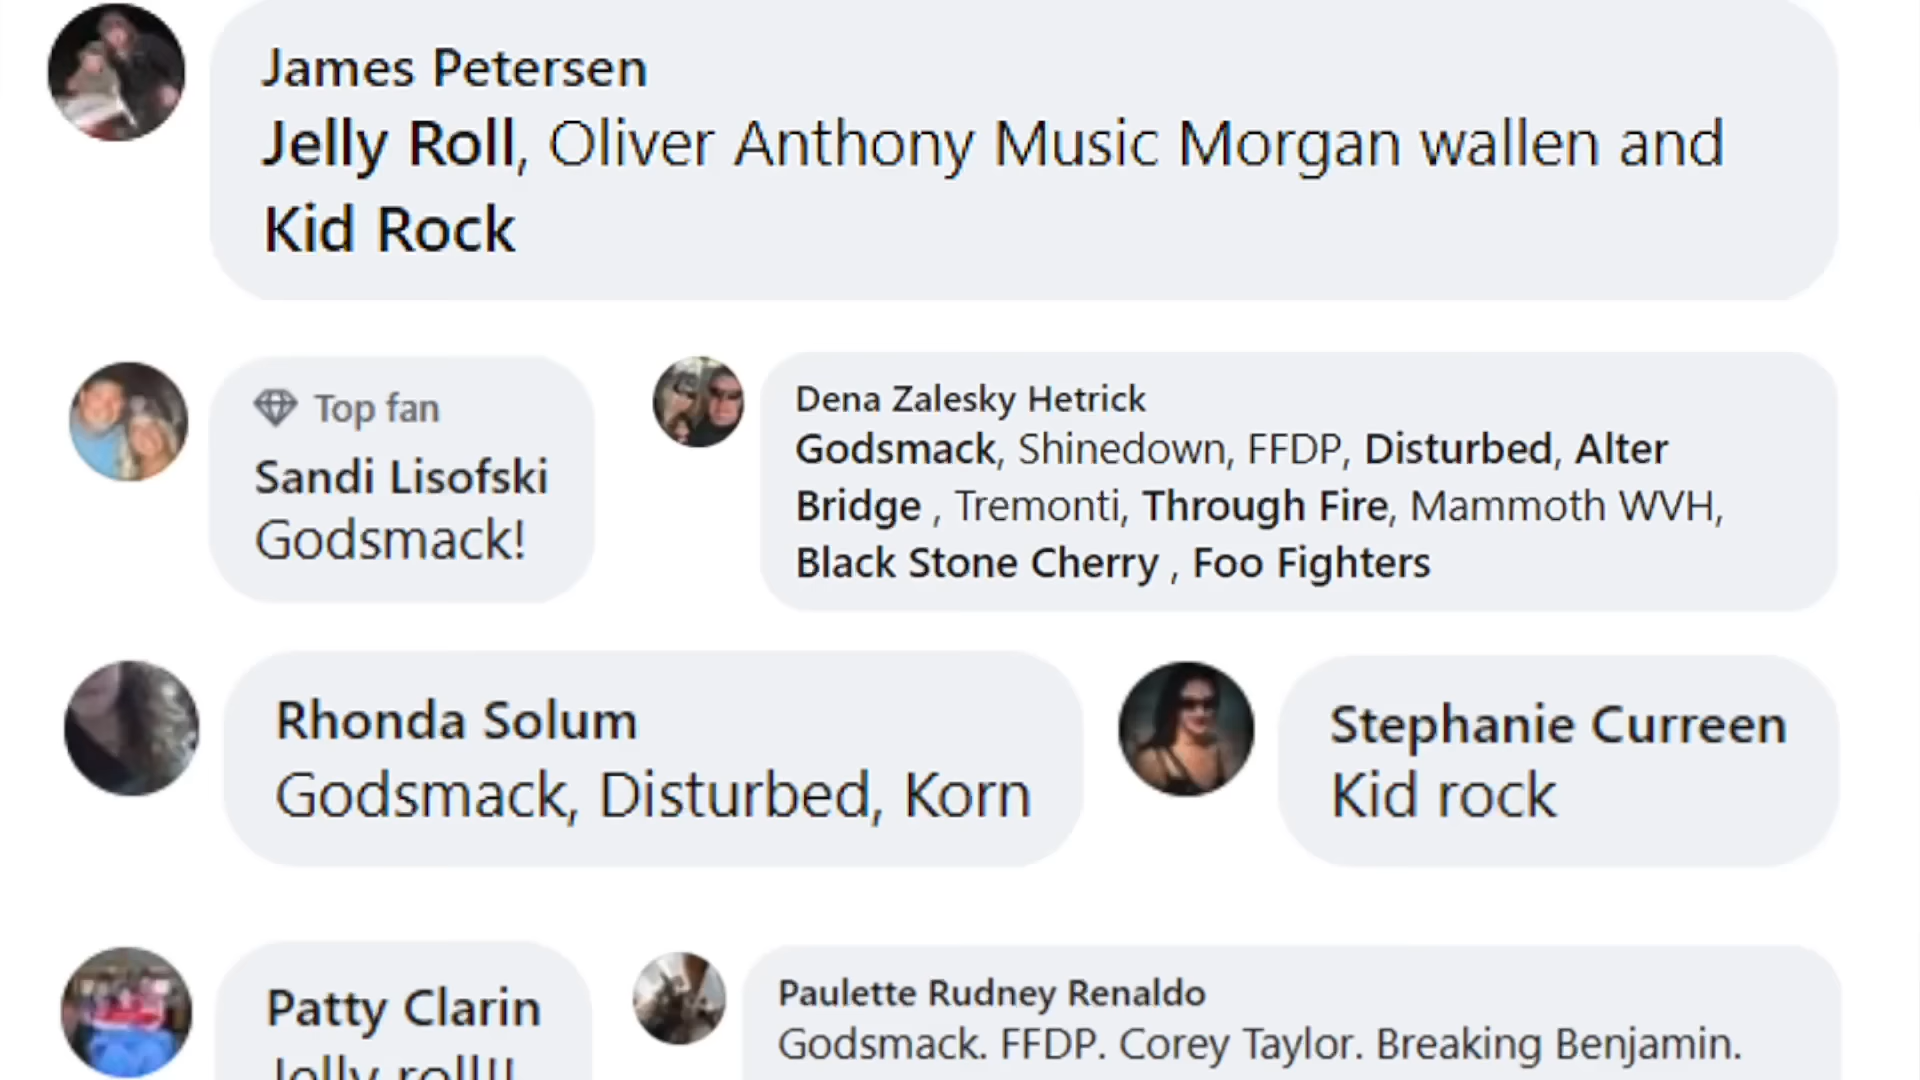 James Petersen
Jelly Roll, Oliver Anthony Music Morgan wallen and
Kid Rock
Top fan
Sandi Lisofski
Godsmack!
Dena Zalesky Hetrick
Godsmack, Shinedown, FFDP, Disturbed, Alter
Bridge , Tremonti, Through Fire, Mammoth WVH,
Black Stone Cherry , Foo Fighters
Rhonda Solum
Godsmack, Disturbed, Korn
Stephanie Curreen
Kid rock
Patty Clarin
Jelly roll!!
Paulette Rudney Renaldo
Godsmack. FFDP. Corey Taylor. Breaking Benjamin.